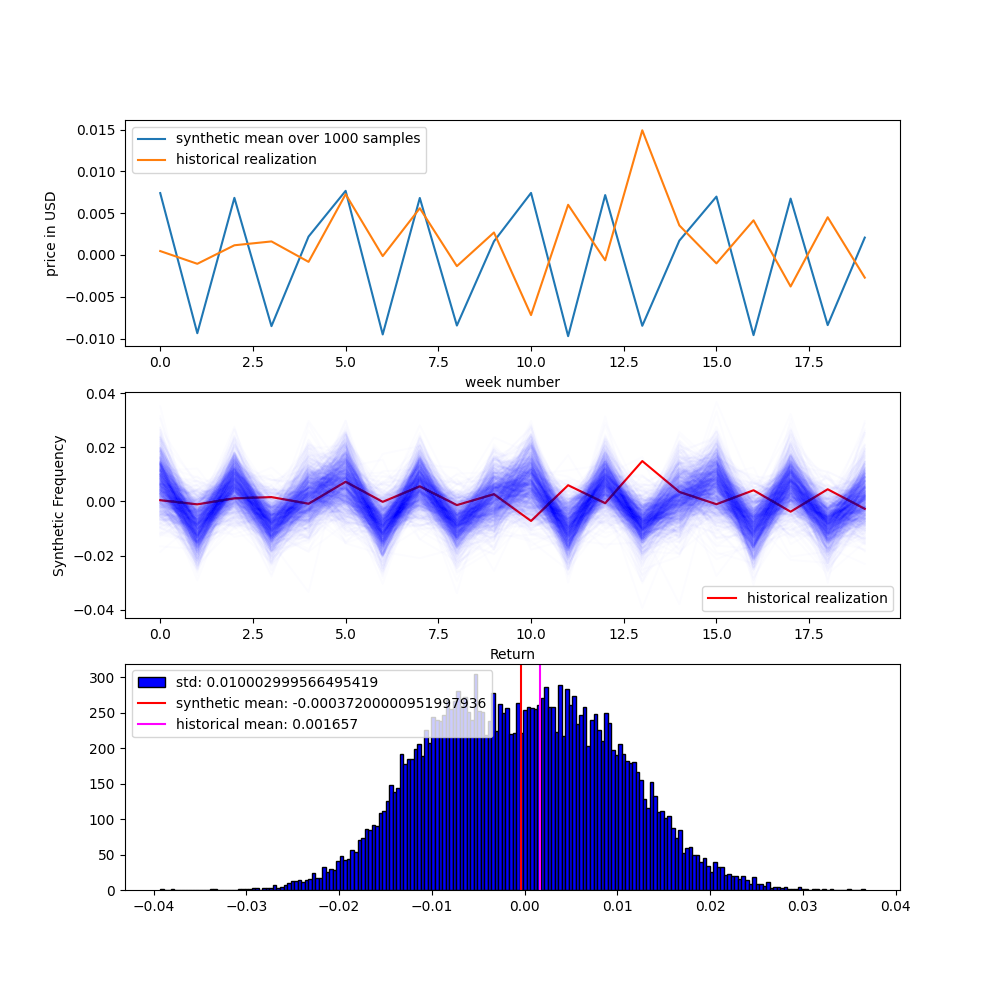 synthetic mean over 1000 samples
historical realization
price in USD
0.015
0.010
0.005
0.000
−0.005
−0.010
0.0 2.5 5.0 7.5 10.0 12.5 15.0 17.5
week number
Synthetic Frequency
0.04
0.02
0.00
−0.02
−0.04
historical realization
0.0 2.5 5.0 7.5 10.0 12.5 15.0 17.5
Return
300
250
200
150
100
50
0
std: 0.010002999566495419
synthetic mean: -0.00037200000951997936
historical mean: 0.001657
−0.04 −0.03 −0.02 −0.01 0.00 0.01 0.02 0.03 0.04